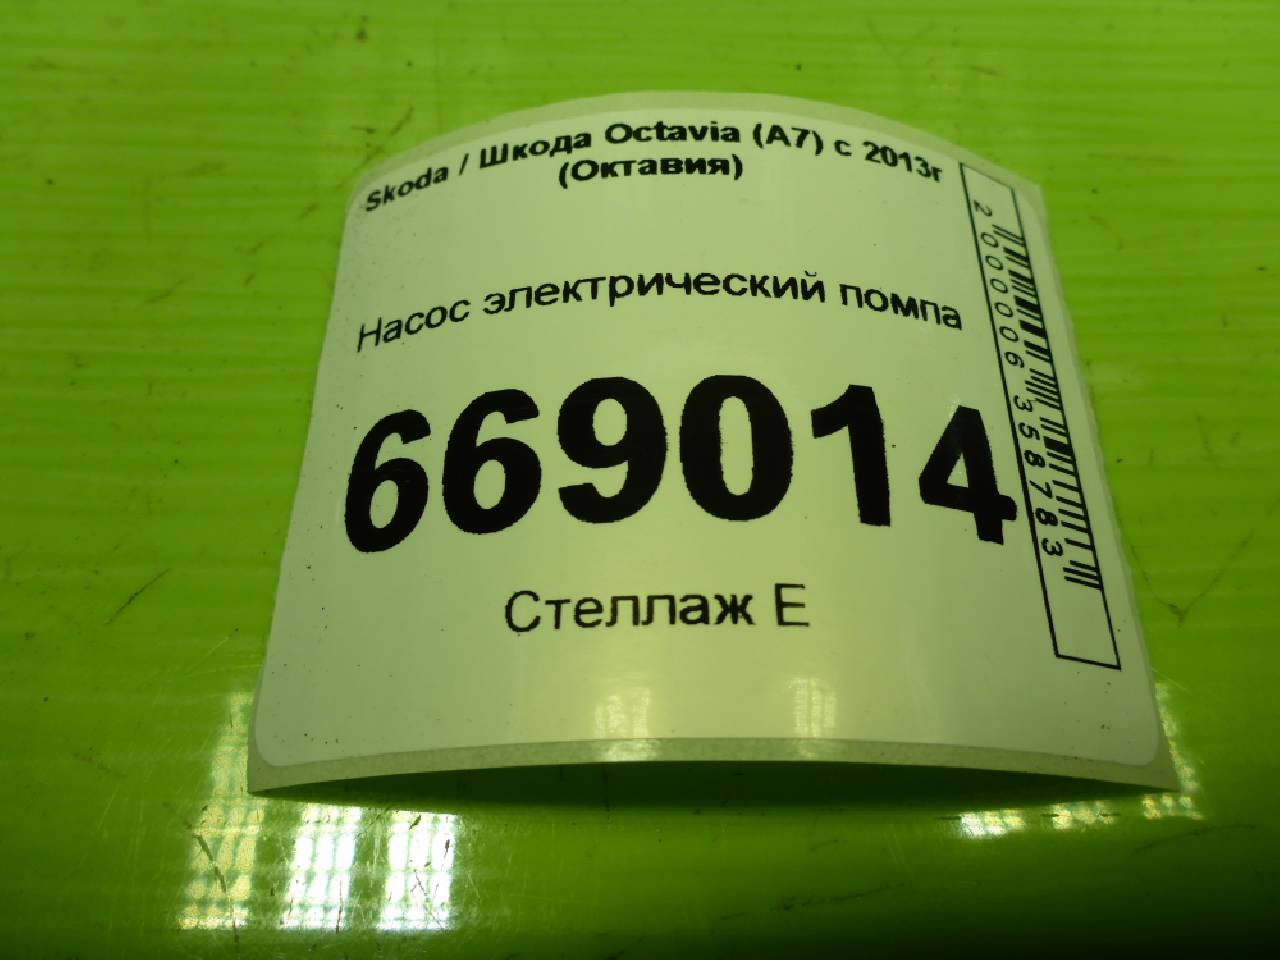 Skoda / Шкода Octavia (A7) с 2013г
(Октавия)
Насос электрический помпа
669014
Стеллаж Е
2000006358783